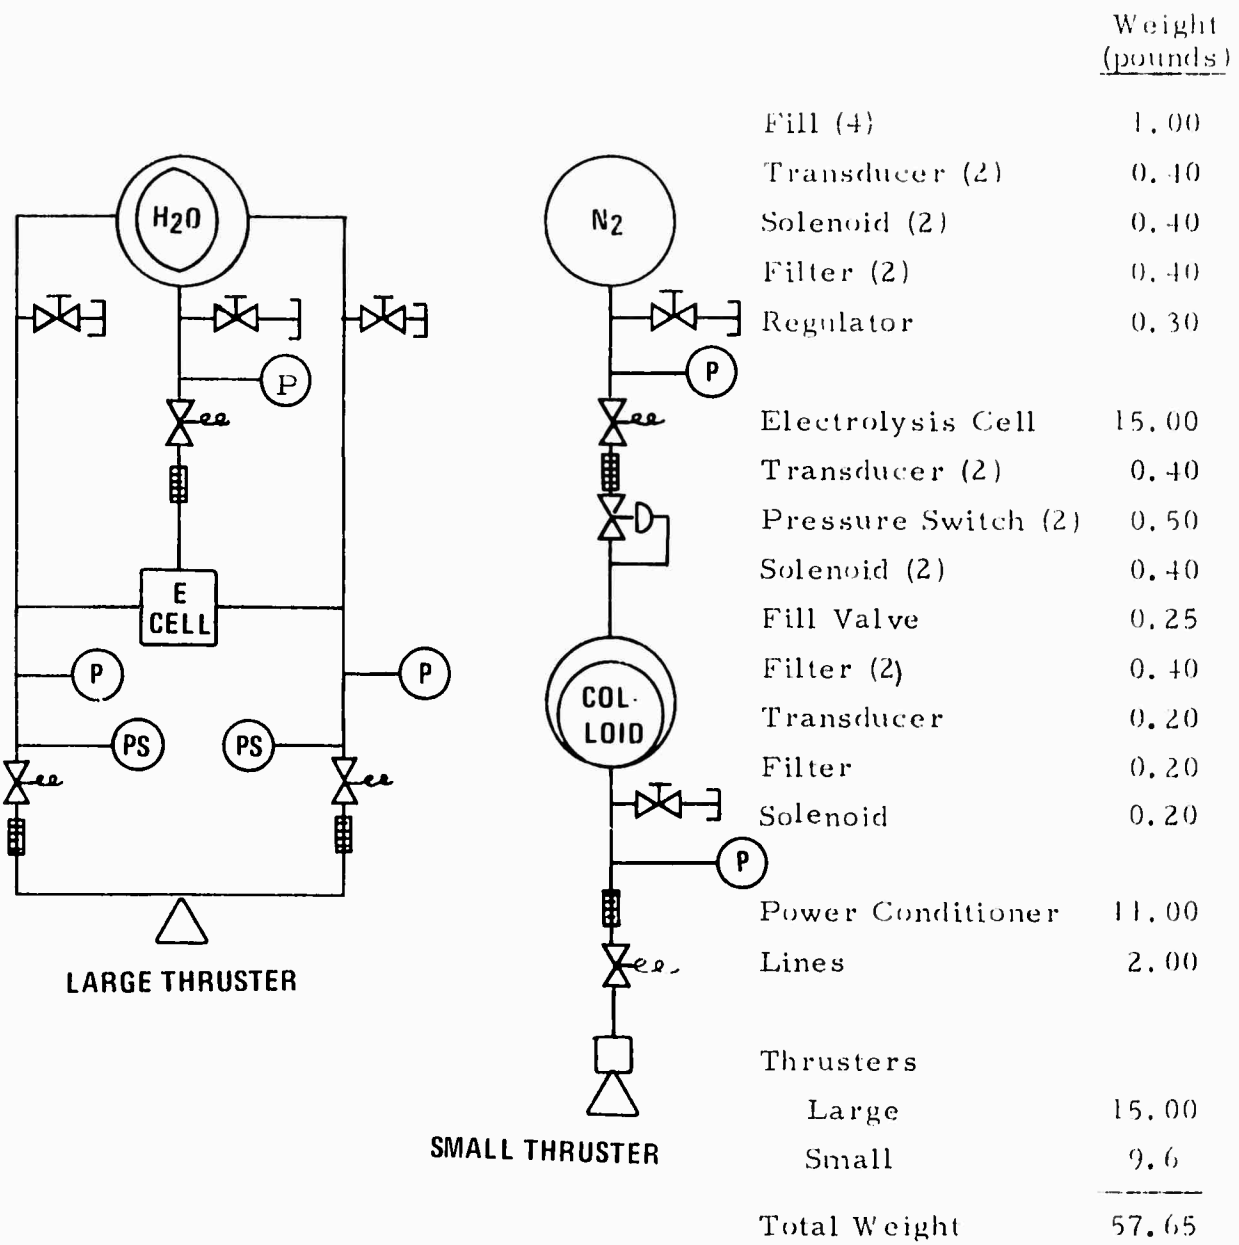 Weight
(pounds)
Fill (4) 1.00
Transducer (2) 0.40
Solenoid (2) 0.40
Filter (2) 0.40
Regulator 0.30
Electrolysis Cell 15.00
Transducer (2) 0.40
Pressure Switch (2) 0.50
Solenoid (2) 0.40
Fill Valve 0.25
Filter (2) 0.40
Transducer 0.20
Filter 0.20
Solenoid 0.20
Power Conditioner 11.00
Lines 2.00
Thrusters
Large 15.00
Small 9.6
Total Weight 57.65
H2O
P
E
CELL
P
P
PS
PS
LARGE THRUSTER
N2
P
COL-
LOID
P
SMALL THRUSTER